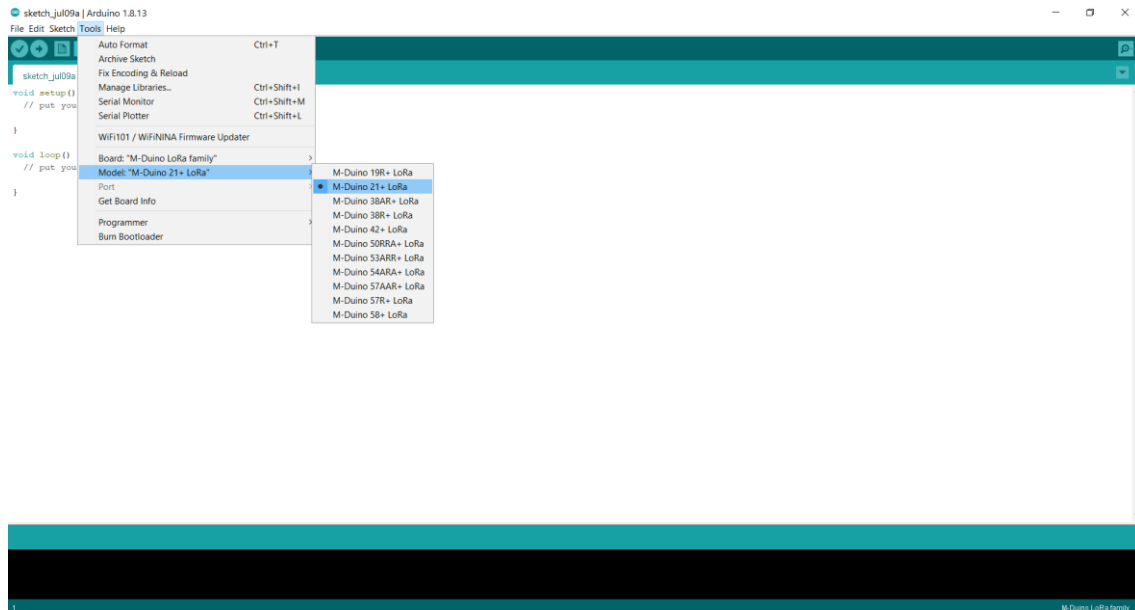 sketch_jul09a | Arduino 1.8.13
File Edit Sketch Tools Help
sketch_jul09a
void setup()
// put you
}
void loop()
// put you
}
Auto Format Ctrl+T
Archive Sketch
Fix Encoding & Reload
Manage Libraries... Ctrl+Shift+I
Serial Monitor Ctrl+Shift+M
Serial Plotter Ctrl+Shift+L
WiFi101 / WiFiNINA Firmware Updater
Board: "M-Duino LoRa family"
Model: "M-Duino 21+ LoRa"
Port
Get Board Info
Programmer
Burn Bootloader
M-Duino 19R+ LoRa
M-Duino 21+ LoRa
M-Duino 38AR+ LoRa
M-Duino 38R+ LoRa
M-Duino 42+ LoRa
M-Duino 50RRA+ LoRa
M-Duino 53ARR+ LoRa
M-Duino 54ARA+ LoRa
M-Duino 57AAR+ LoRa
M-Duino 57R+ LoRa
M-Duino 58+ LoRa
1 M-Duino LoRa family